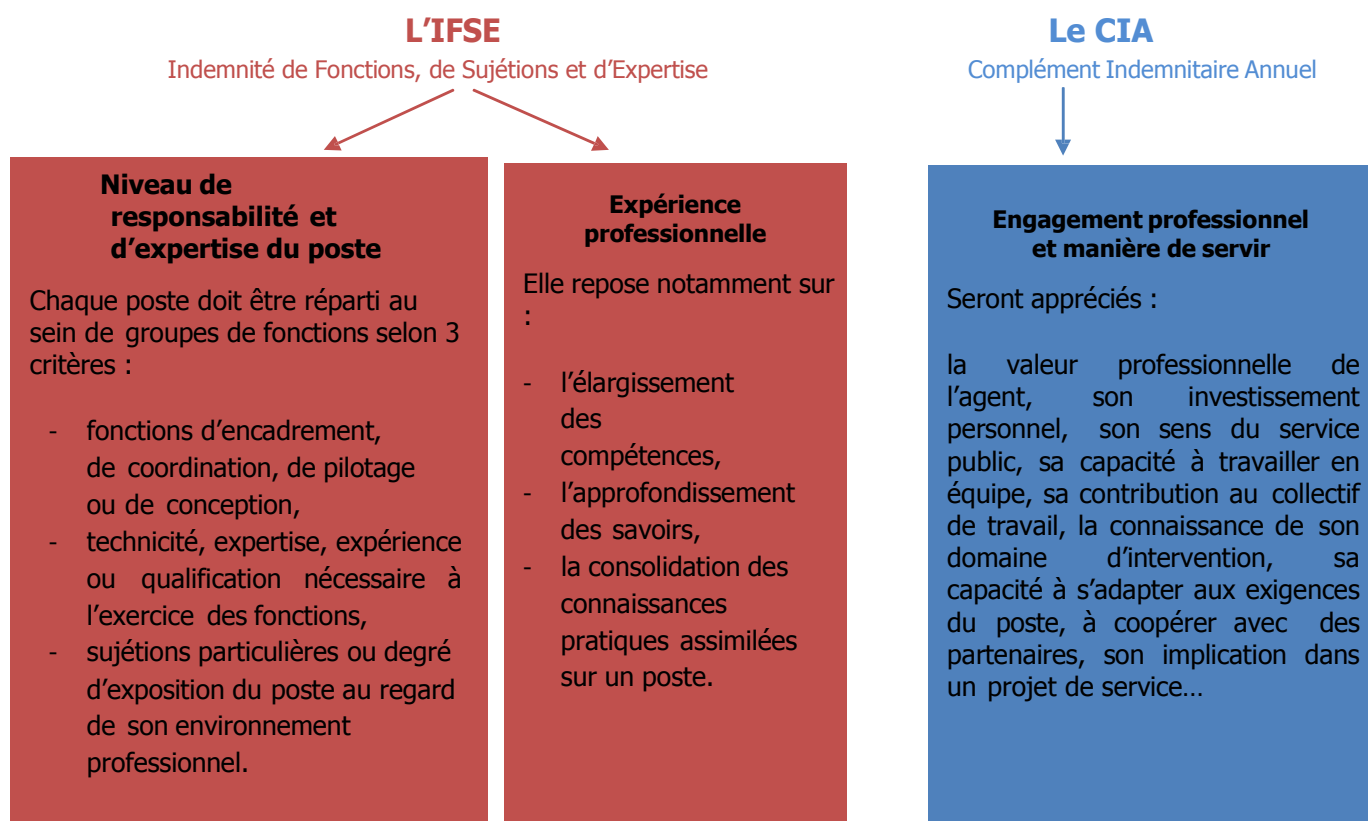 L'IFSE
Indemnité de Fonctions, de Sujétions et d'Expertise
Niveau de
responsabilité et
d'expertise du poste
Chaque poste doit être réparti au
sein de groupes de fonctions selon 3
critères :
- fonctions d'encadrement,
de coordination, de pilotage
ou de conception,
- technicité, expertise, expérience
ou qualification nécessaire à
l'exercice des fonctions,
- sujétions particulières ou degré
d'exposition du poste au regard
de son environnement
professionnel.
Expérience
professionnelle
Elle repose notamment sur
:
- l'élargissement
des
compétences,
- l'approfondissement
des savoirs,
- la consolidation des
connaissances
pratiques assimilées
sur un poste.
Le CIA
Complément Indemnitaire Annuel
Engagement professionnel
et manière de servir
Seront appréciés :
la valeur professionnelle de
l'agent, son investissement
personnel, son sens du service
public, sa capacité à travailler en
équipe, sa contribution au collectif
de travail, la connaissance de son
domaine d'intervention, sa
capacité à s'adapter aux exigences
du poste, à coopérer avec des
partenaires, son implication dans
un projet de service…